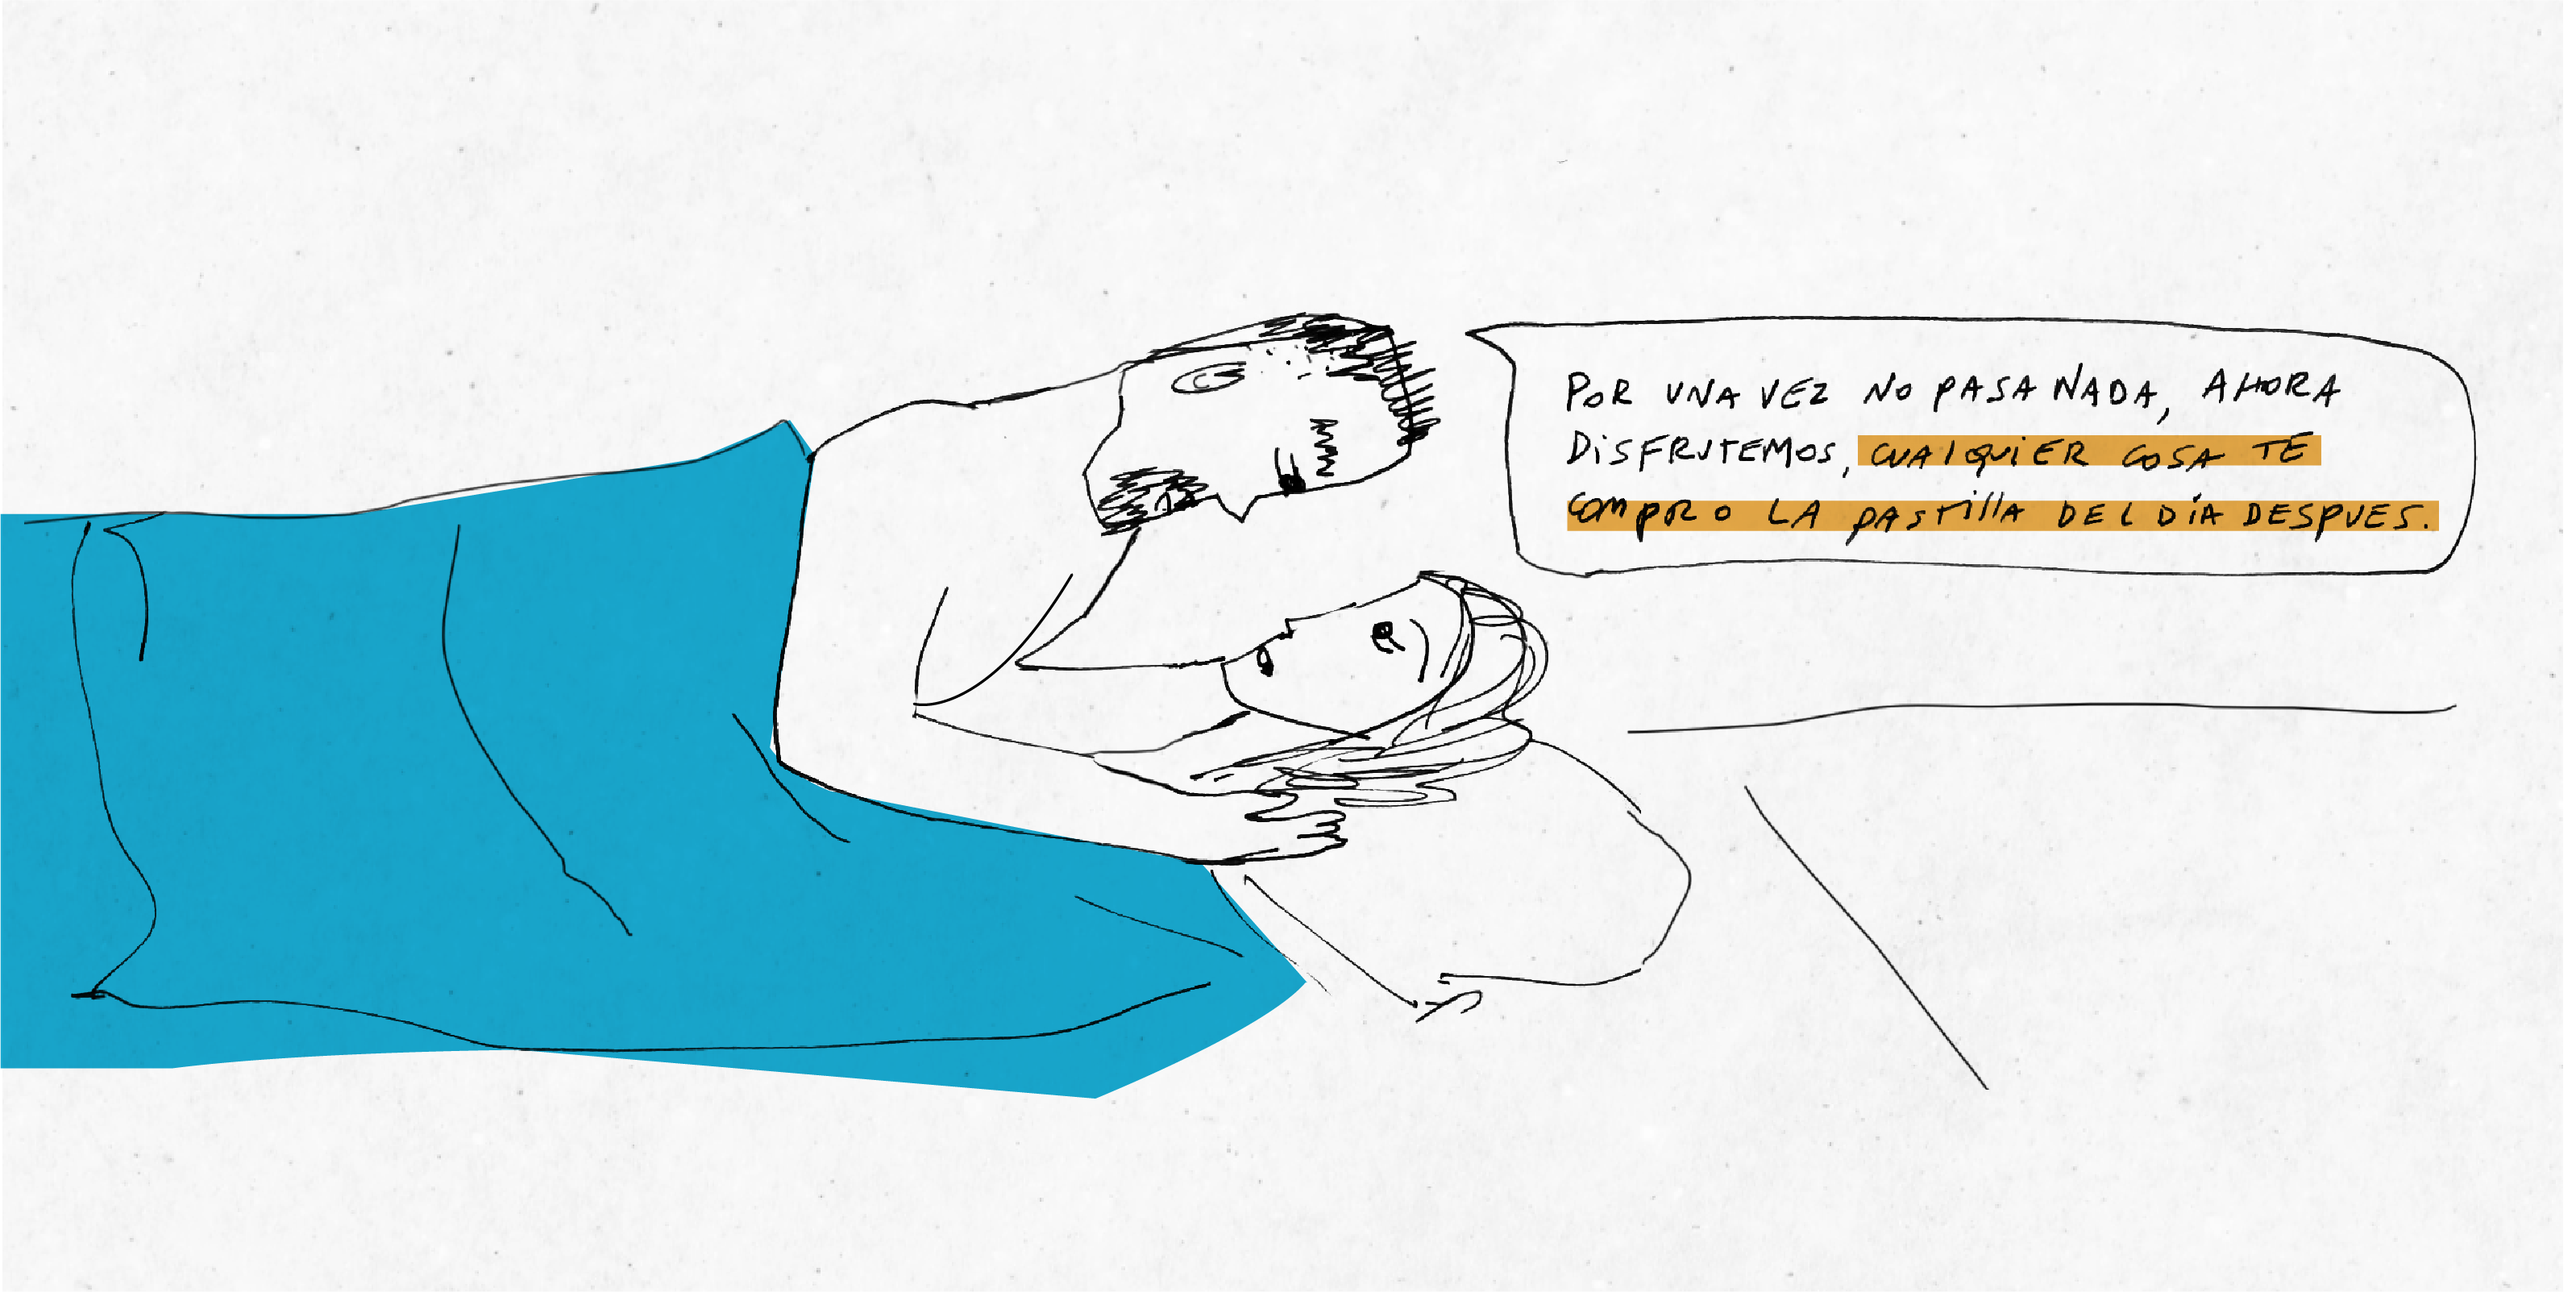 POR UNA VEZ NO PASA NADA, AHORA
DISFRUTEMOS, CUALQUIER COSA TE
COMPRO LA PASTILLA DEL DÍA DESPUES.